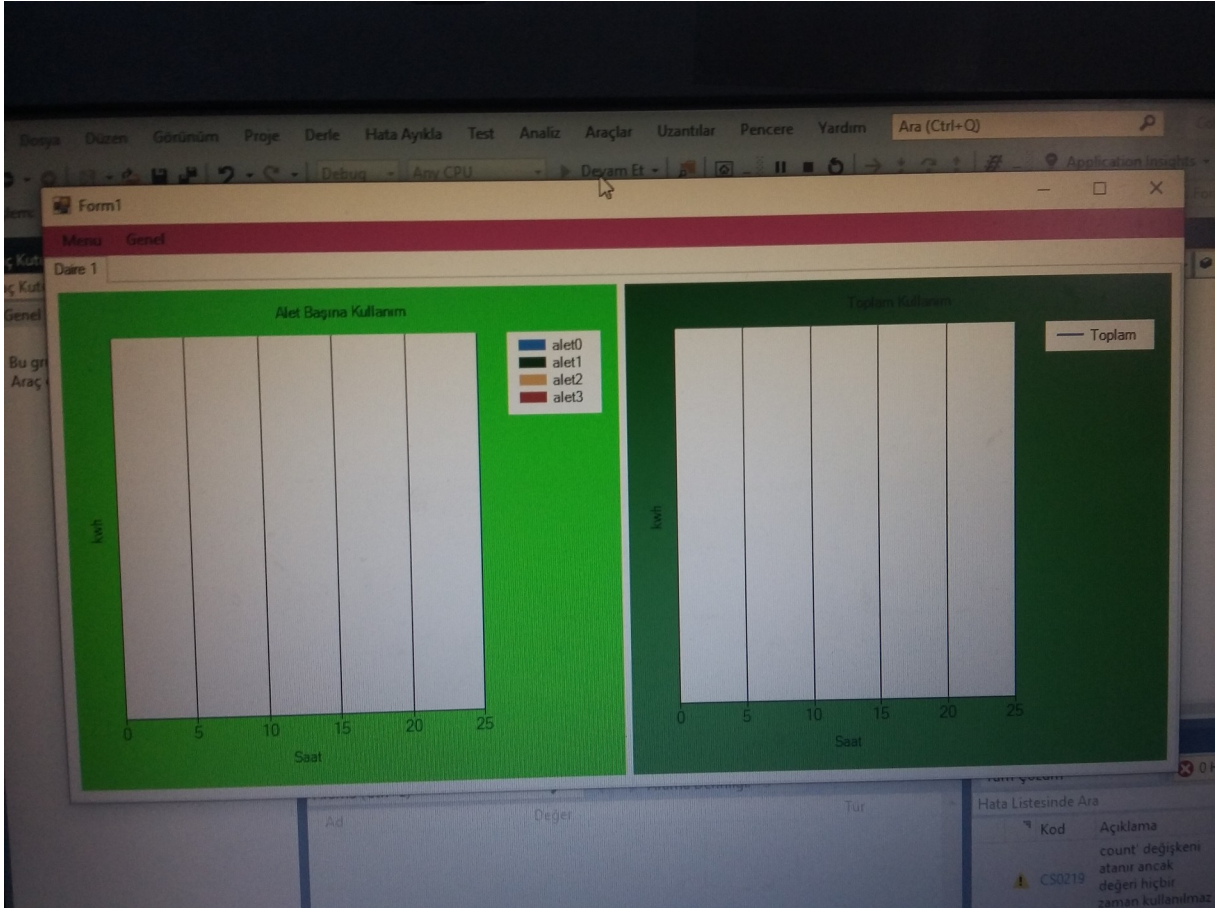 Dosya Düzen Görünüm Proje Derle Hata Ayıkla Test Analiz Araçlar Uzantılar Pencere Yardım Ara (Ctrl+Q)
Debug Any CPU Devam Et Application Insights
Form1
Menu Genel
Daire 1
Genel
Bu
Araç
Alet Başına Kullanım
alet0
alet1
alet2
alet3
kwh
0 5 10 15 20 25
Saat
Toplam Kullanım
Toplam
kwh
0 5 10 15 20 25
Saat
Ad Değer Tür
Hata Listesinde Ara
Kod Açıklama
CS0219
count' değişkeni
atanır ancak
değeri hiçbir
zaman kullanılmaz